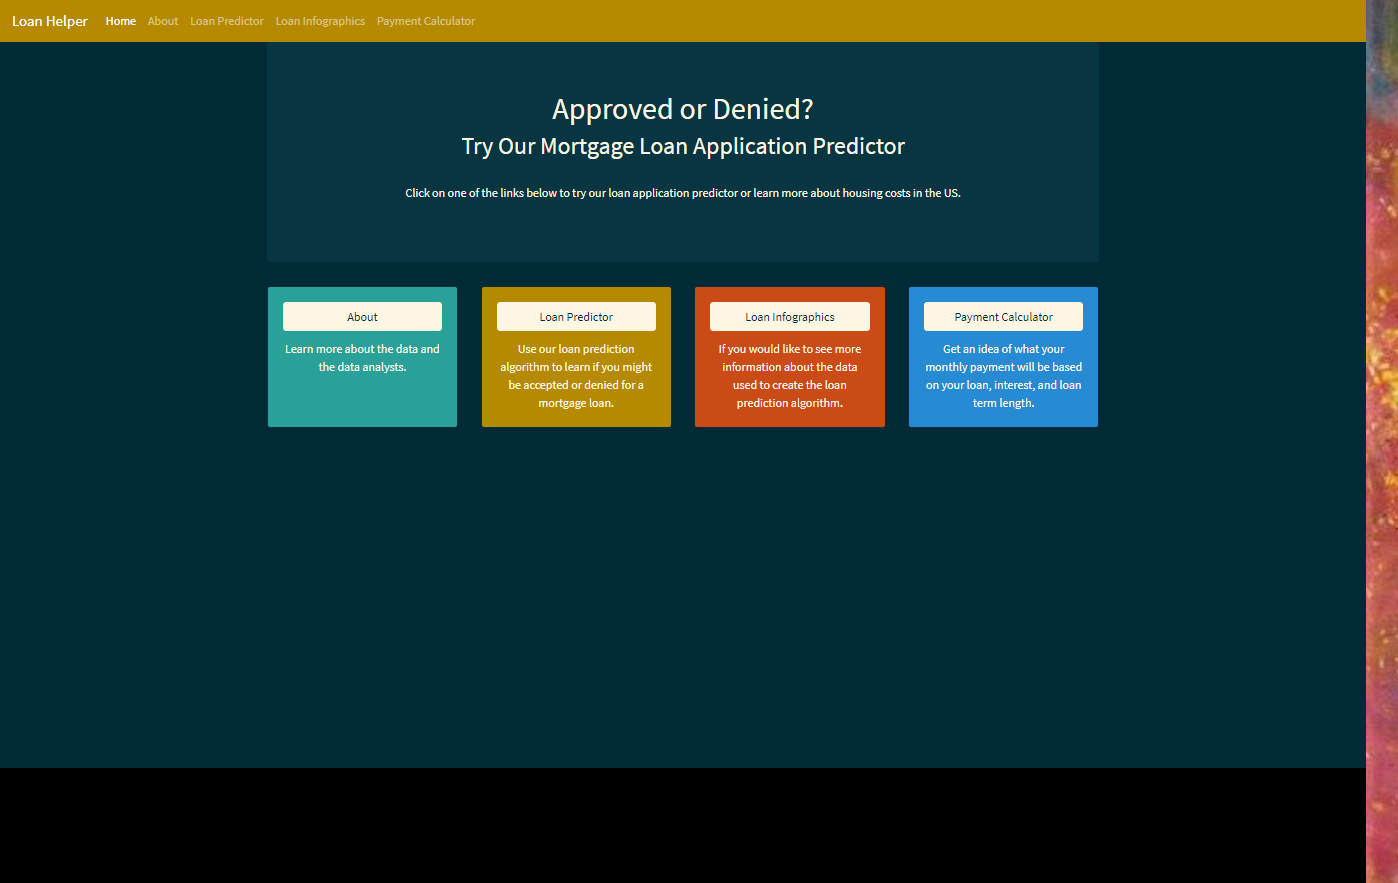 Loan Helper Home About Loan Predictor Loan Infographics Payment Calculator
Approved or Denied?
Try Our Mortgage Loan Application Predictor
Click on one of the links below to try our loan application predictor or learn more about housing costs in the US.
About
Learn more about the data and
the data analysts.
Loan Predictor
Use our loan prediction
algorithm to learn if you might
be accepted or denied for a
mortgage loan.
Loan Infographics
If you would like to see more
information about the data
used to create the loan
prediction algorithm.
Payment Calculator
Get an idea of what your
monthly payment will be based
on your loan, interest, and loan
term length.